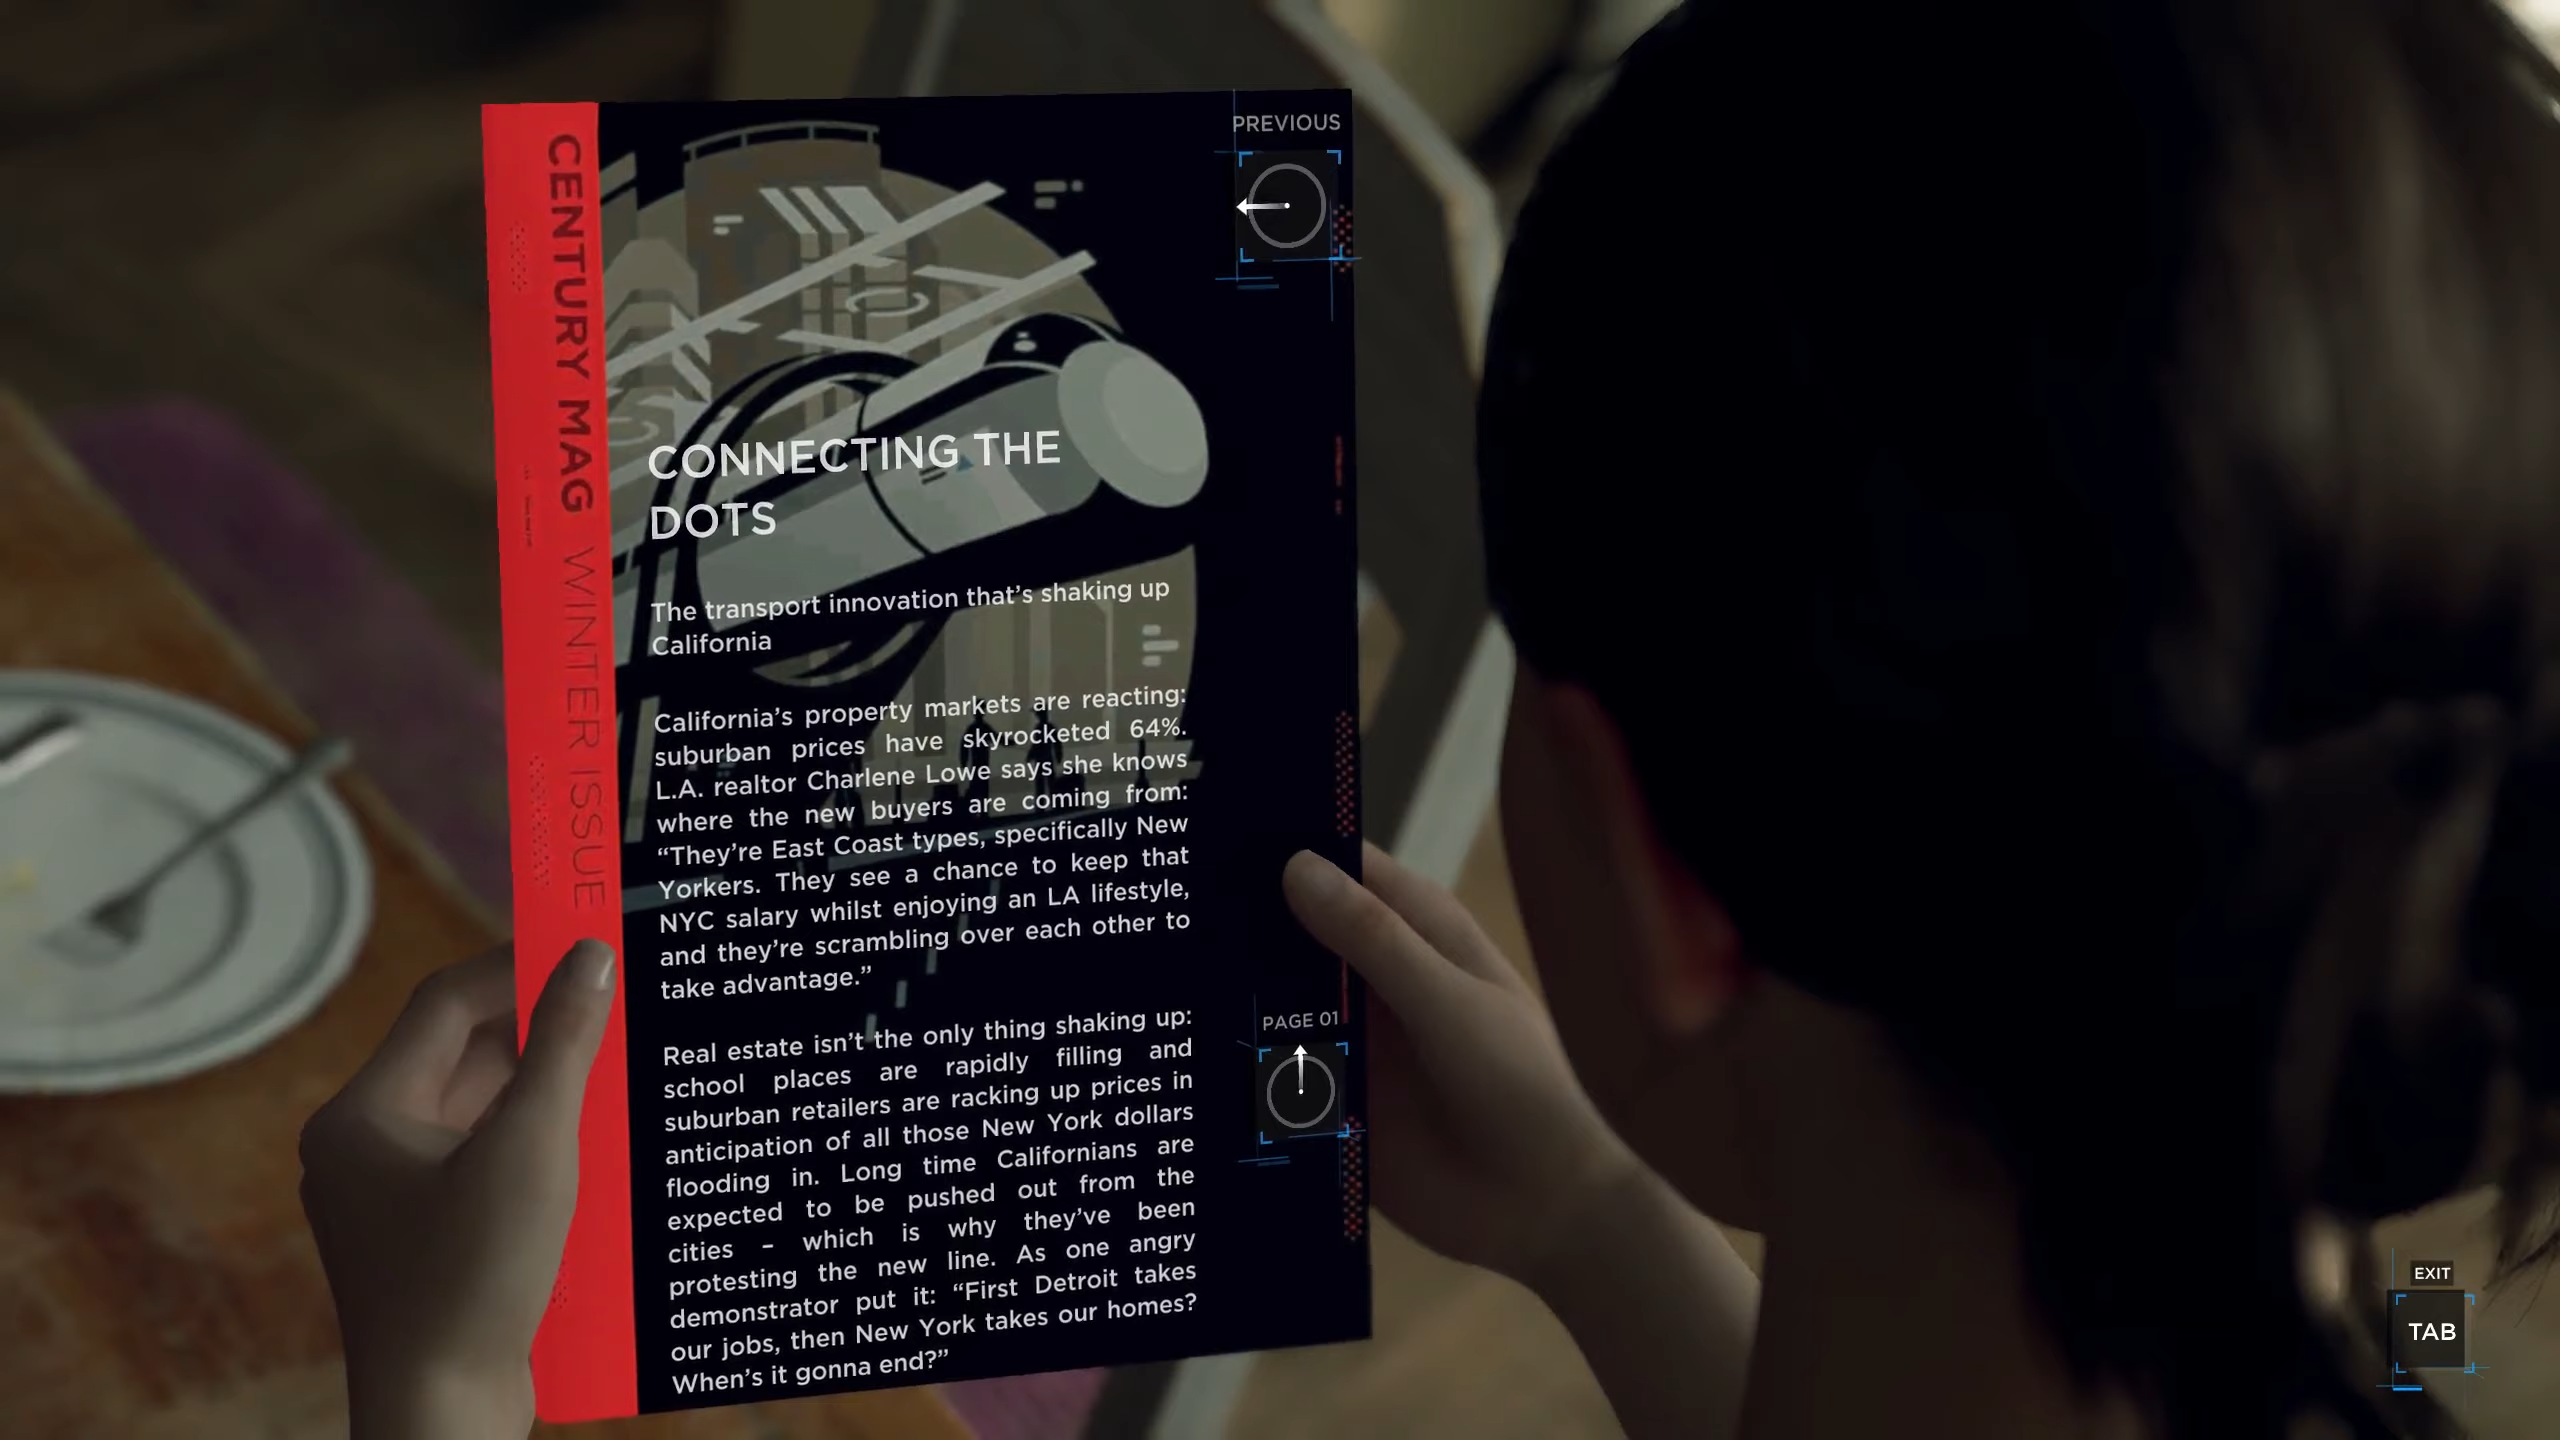 CENTURY MAG WINTER ISSUE
PREVIOUS
CONNECTING THE
DOTS
The transport innovation that's shaking up
California
California's property markets are reacting:
suburban prices have skyrocketed 64%.
L.A. realtor Charlene Lowe says she knows
where the new buyers are coming from:
“They're East Coast types, specifically New
Yorkers. They see a chance to keep that
NYC salary whilst enjoying an LA lifestyle,
and they're scrambling over each other to
take advantage.”
Real estate isn't the only thing shaking up:
school places are rapidly filling and
suburban retailers are racking up prices in
anticipation of all those New York dollars
flooding in. Long time Californians are
expected to be pushed out from the
cities – which is why they've been
protesting the new line. As one angry
demonstrator put it: “First Detroit takes
our jobs, then New York takes our homes?
When's it gonna end?”
PAGE 01
EXIT
TAB